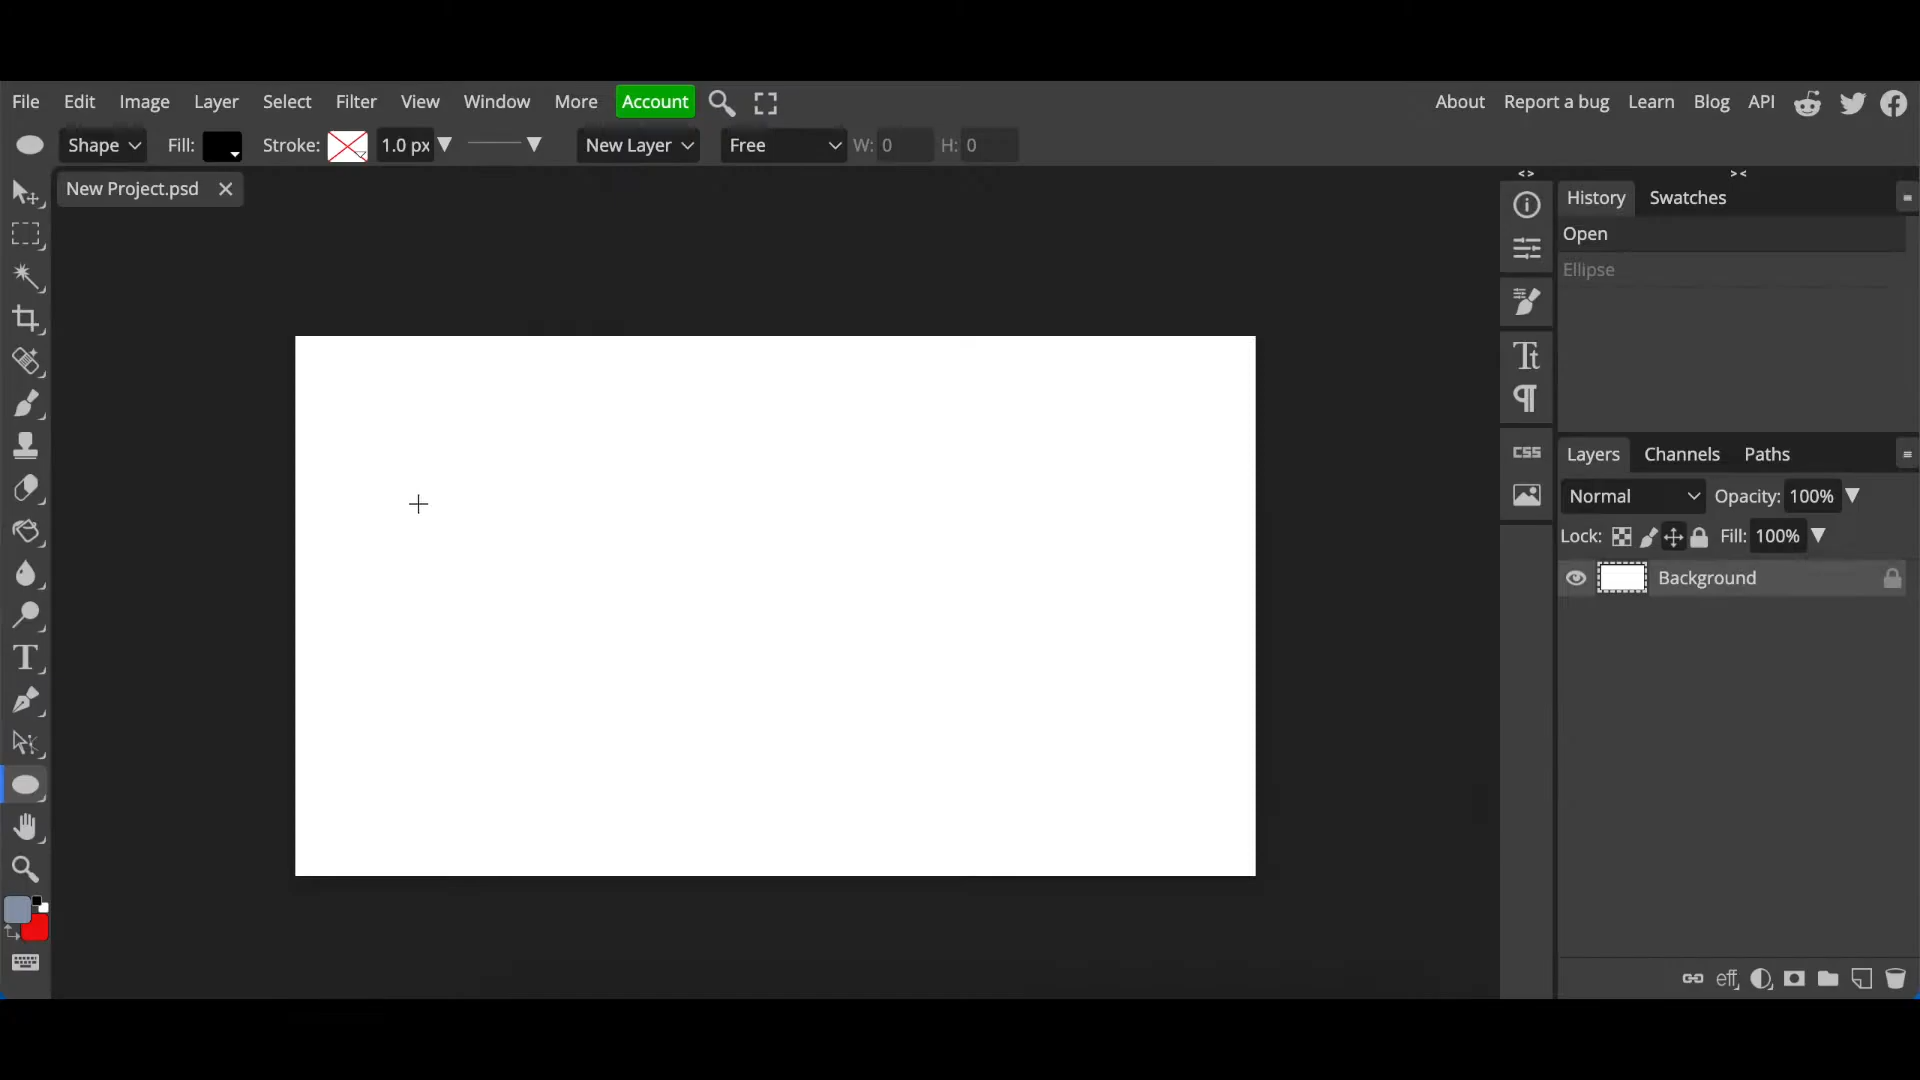 File Edit Image Layer Select Filter View Window More Account About Report a bug Learn Blog API
Shape Fill: Stroke: 1.0 px New Layer Free W: 0 H: 0
New Project.psd
History Swatches
Open
Ellipse
Tt
CSS
Layers Channels Paths
Normal Opacity: 100%
Lock: Fill: 100%
Background
T
eff